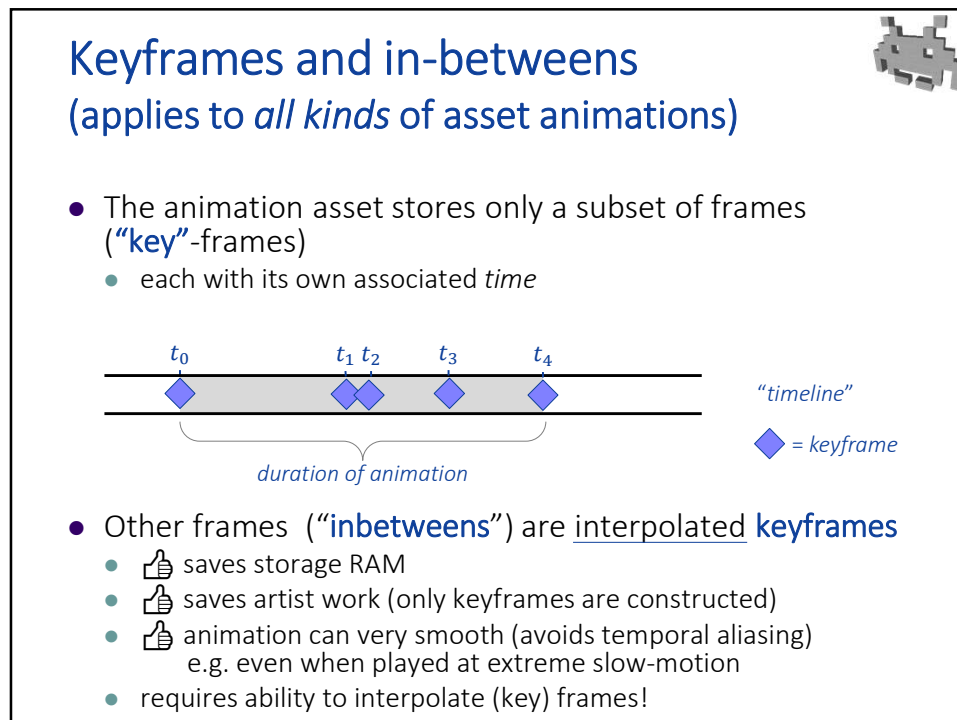 Keyframes and in-betweens
(applies to all kinds of asset animations)
The animation asset stores only a subset of frames
(“key”-frames)
each with its own associated time
t0 t1 t2 t3 t4
“timeline”
= keyframe
duration of animation
Other frames (“inbetweens”) are interpolated keyframes
saves storage RAM
saves artist work (only keyframes are constructed)
animation can very smooth (avoids temporal aliasing)
e.g. even when played at extreme slow-motion
requires ability to interpolate (key) frames!